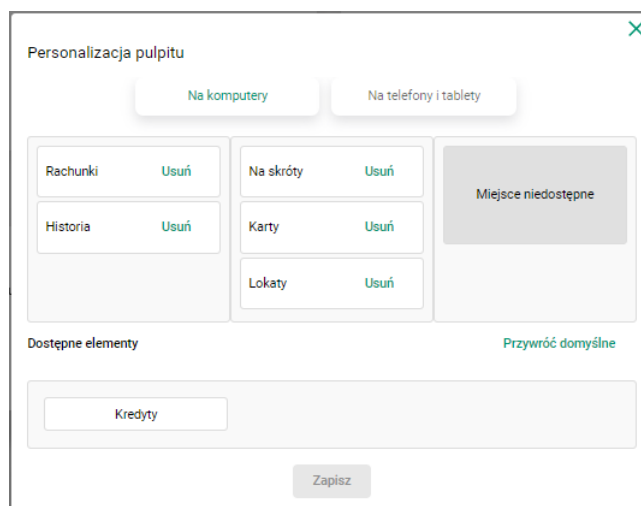 Personalizacja pulpitu
Na komputery
Na telefony i tablety
Rachunki Usuń
Historia Usuń
Na skróty Usuń
Karty Usuń
Lokaty Usuń
Miejsce niedostępne
Dostępne elementy
Przywróć domyślne
Kredyty
Zapisz